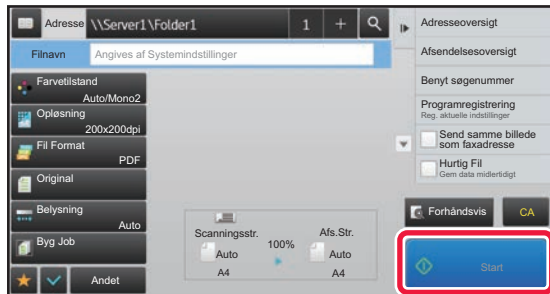 Adresse
\\Server1\Folder1
1
+
Filnavn
Angives af Systemindstillinger
Farvetilstand
Auto/Mono2
Opløsning
200x200dpi
Fil Format
PDF
Original
Belysning
Auto
Byg Job
Andet
Scanningsstr.
Auto
A4
100%
Afs.Str.
Auto
A4
Adresseoversigt
Afsendelsesoversigt
Benyt søgenummer
Programregistrering
Reg. aktuelle indstillinger
Send samme billede
som faxadresse
Hurtig Fil
Gem data midlertidigt
Forhåndsvis
CA
Start